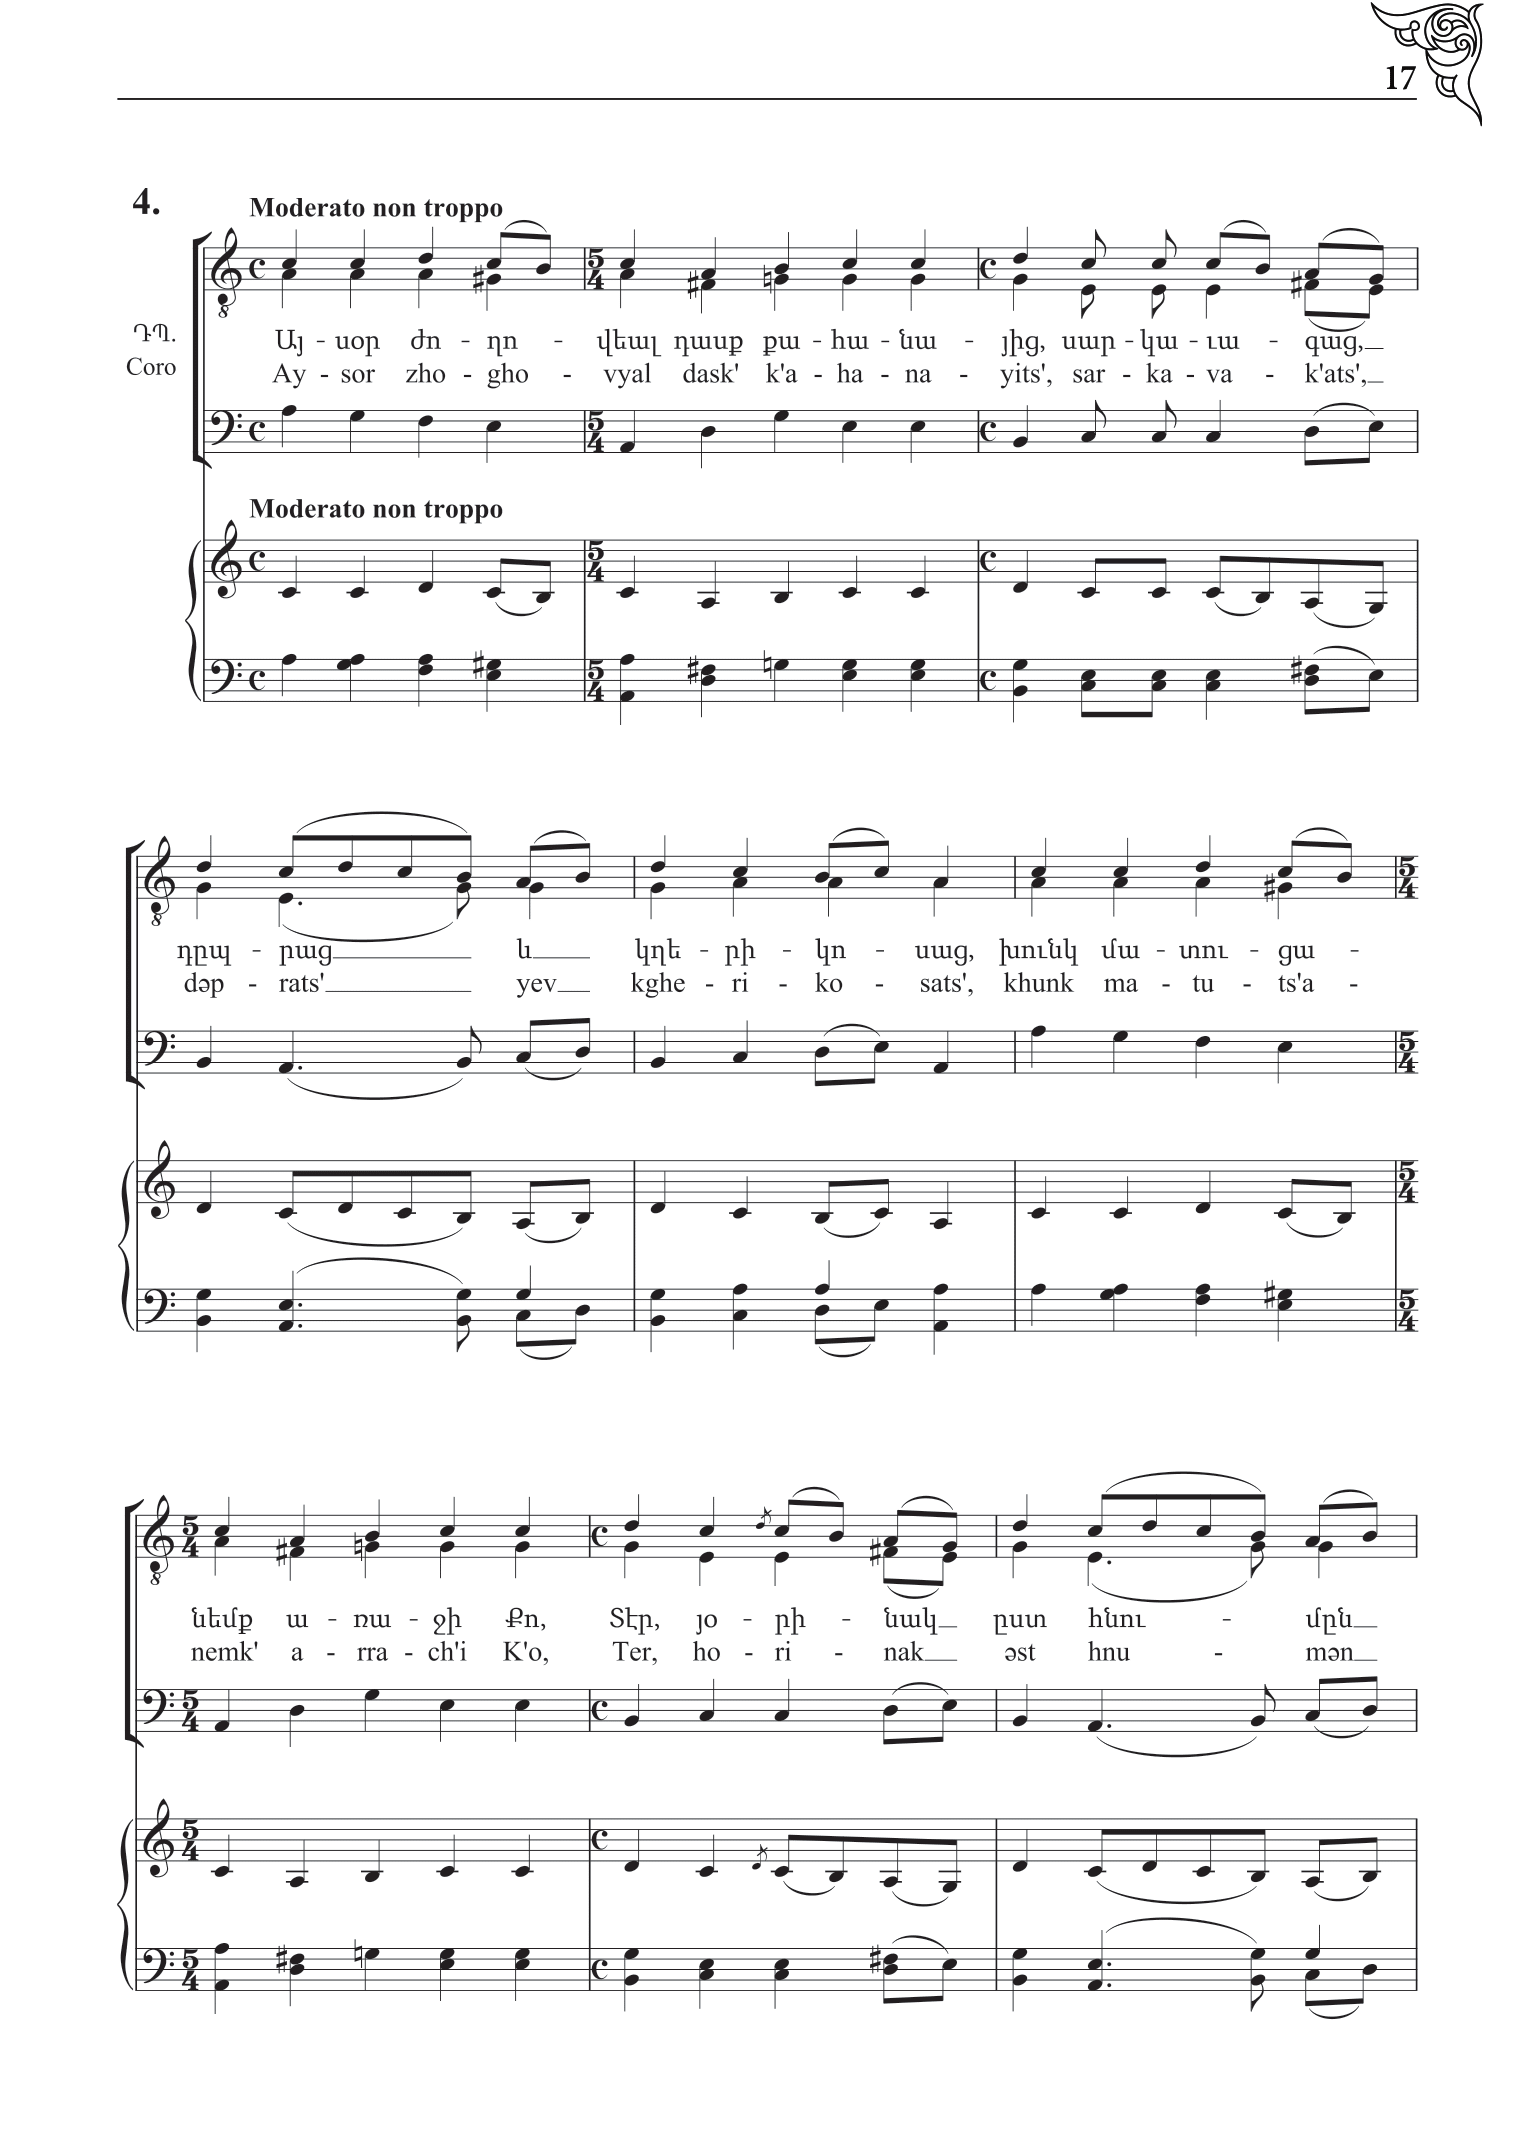 17
4.
Moderato non troppo
ԴՊ.
Coro
Այ - սօր ժո - ղո - վեալ դասք քա - հա - նա - յից, սար - կա - ւա - գաց,
Ay - sor zho - gho - vyal dask' k'a - ha - na - yits', sar - ka - va - k'ats',
Moderato non troppo
դըպ - րաց և կղե - րի - կո - սաց, խունկ մա - տու - ցա -
dəp - rats' yev kghe - ri - ko - sats', khunk ma - tu - ts'a -
նեմք ա - ռա - ջի Քո, Տէր, յօ - րի - նակ ըստ հնու - մըն
nemk' a - rra - ch'i K'o, Ter, ho - ri - nak əst hnu - mən